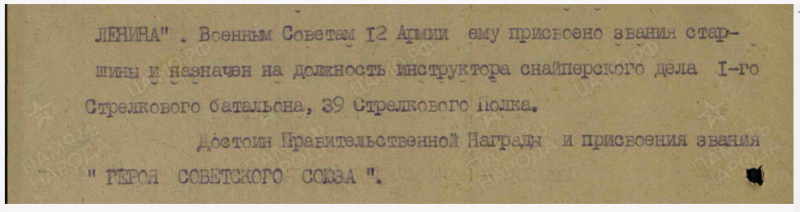 ЛЕНИНА". Военным Советам 12 Армии ему присвоено звания стар-
шины и назначен на должность инструктора снайперского дела I-го
Стрелкового батальона, 39 Стрелкового Полка.
Достоин Правительственной Награды и присвоения звания
" ГЕРОЯ СОВЕТСКОГО СОЮЗА ".